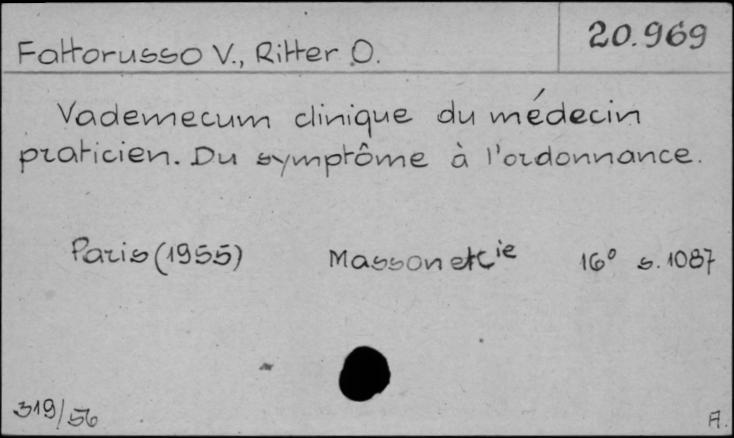 20.969
Fattorusso V., Ritter O.
Vademecum clinique du médecin
praticien. Du symptôme à l'ordonnance.
Paris (1955) Masson et Cie 16° s. 1087
319/56
A.